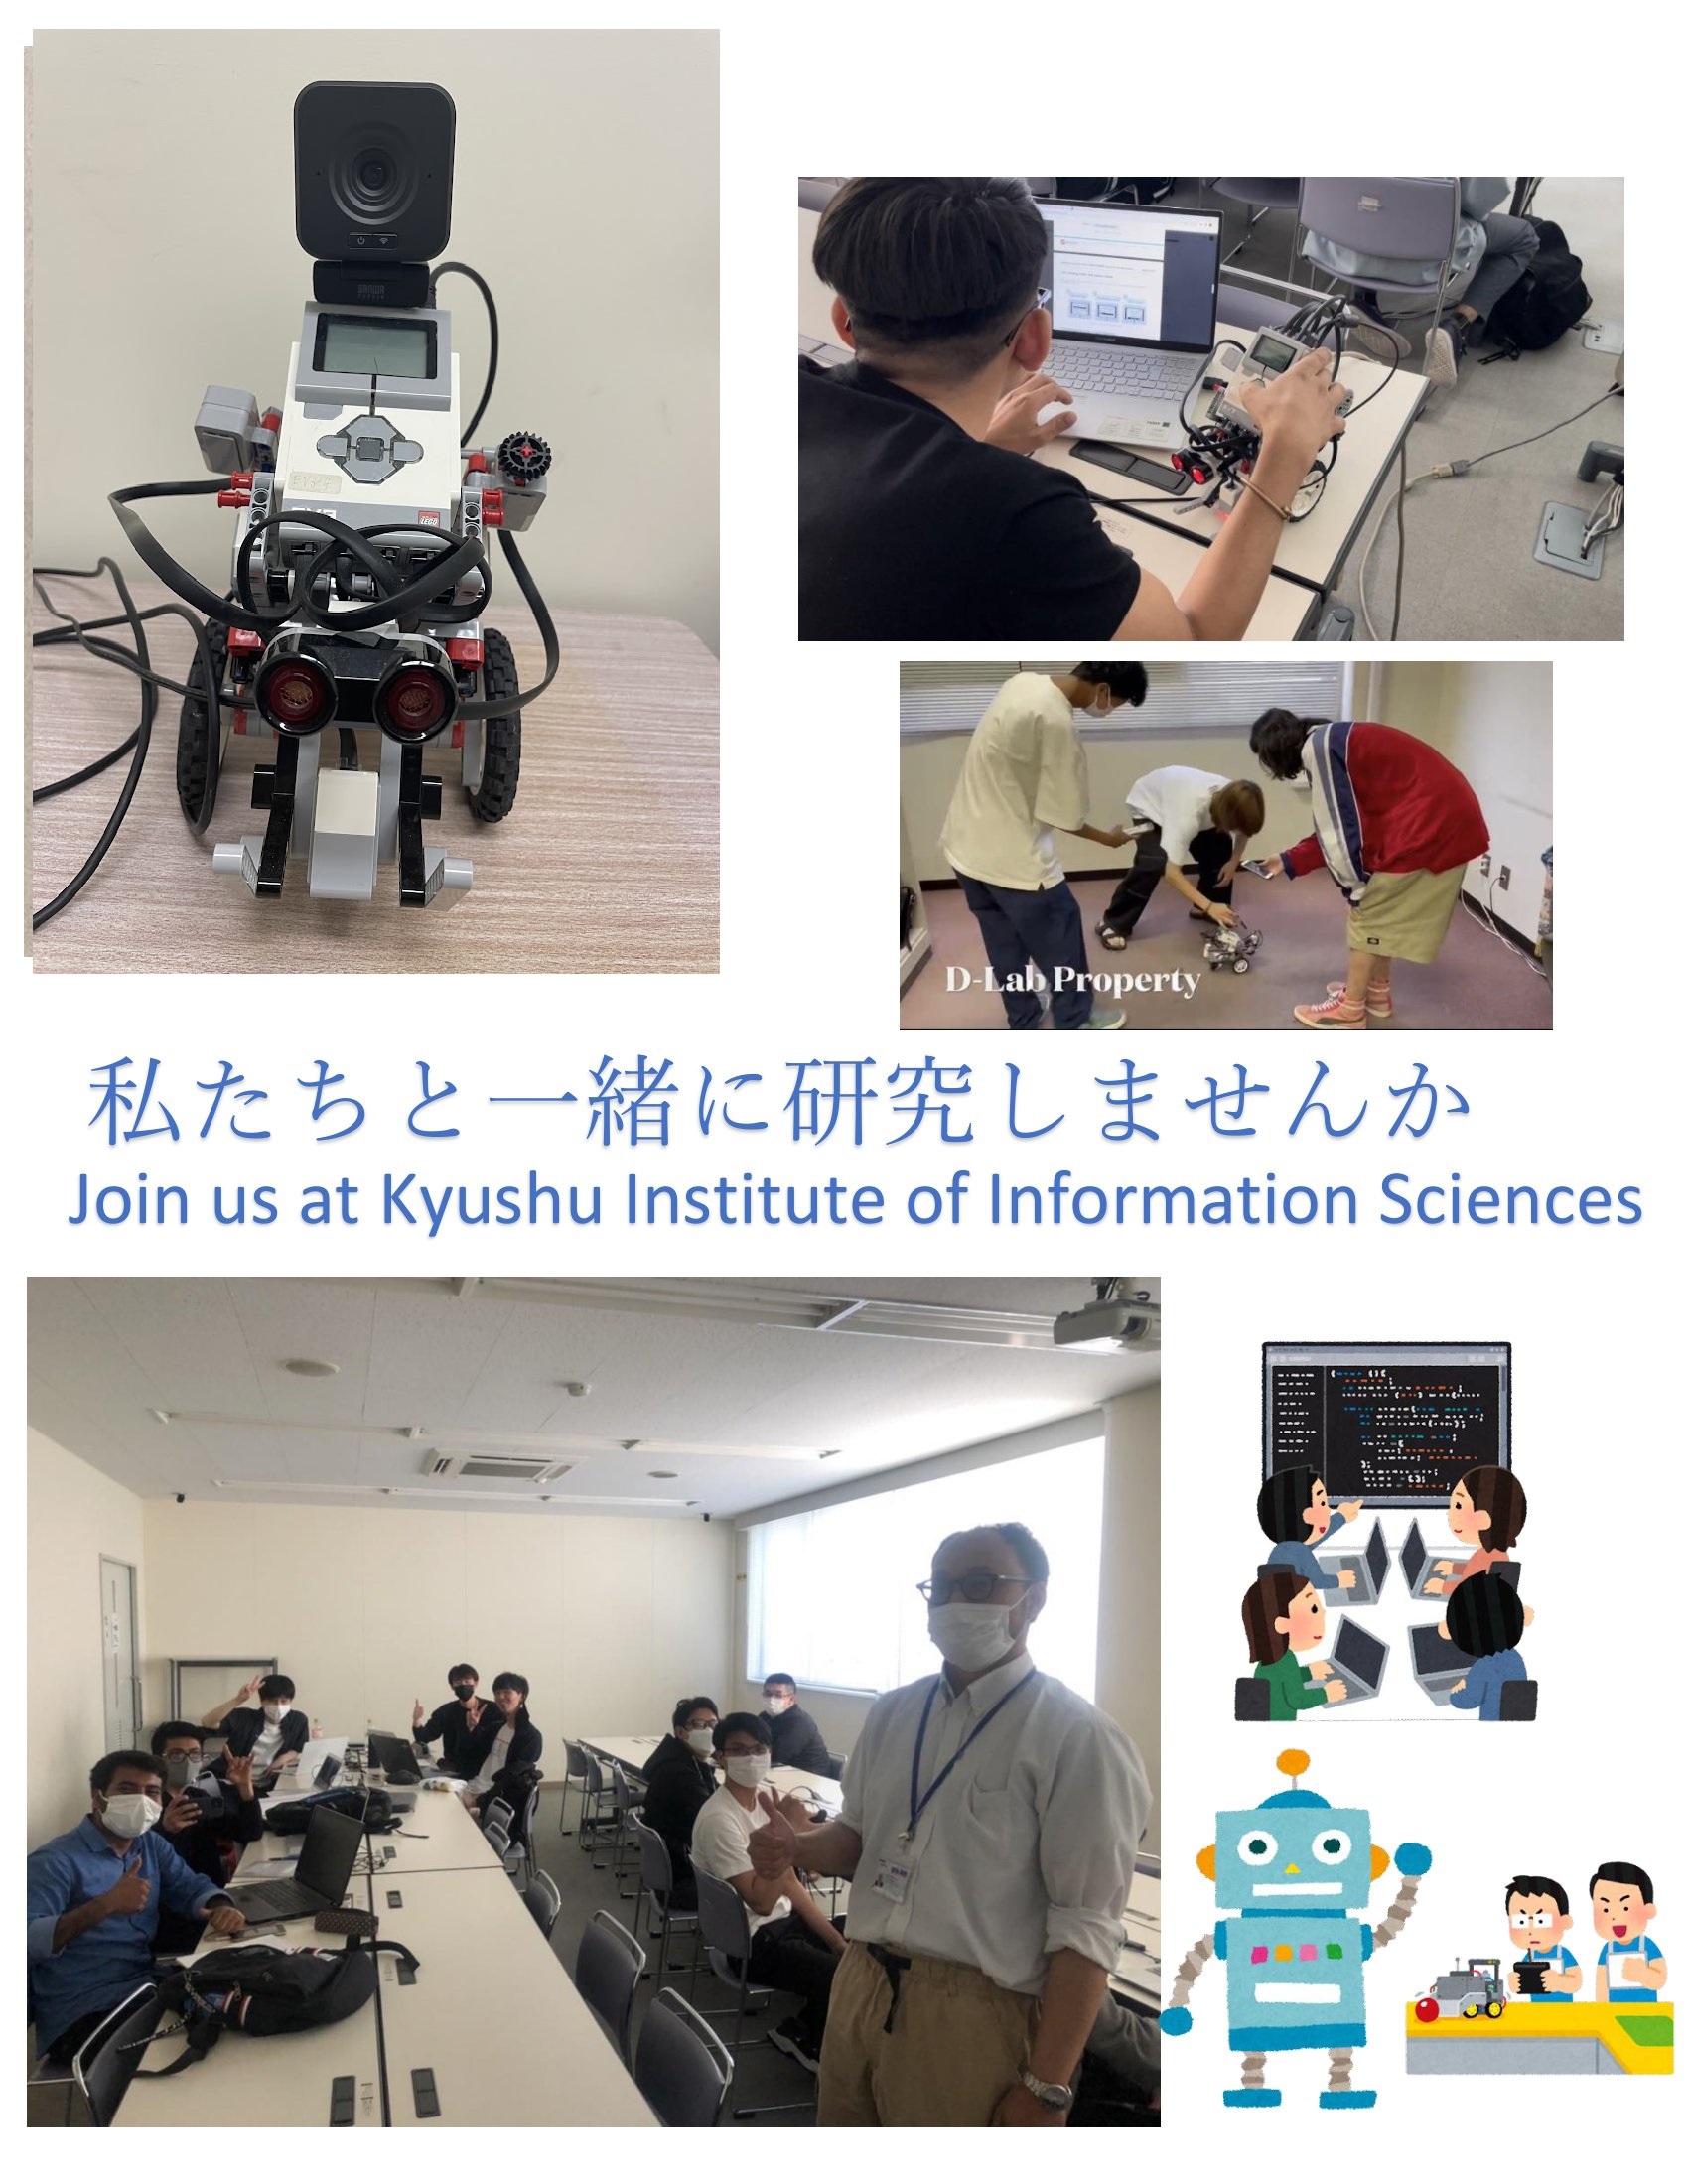 LEGO
D-Lab Property
私たちと一緒に研究しませんか
Join us at Kyushu Institute of Information Sciences